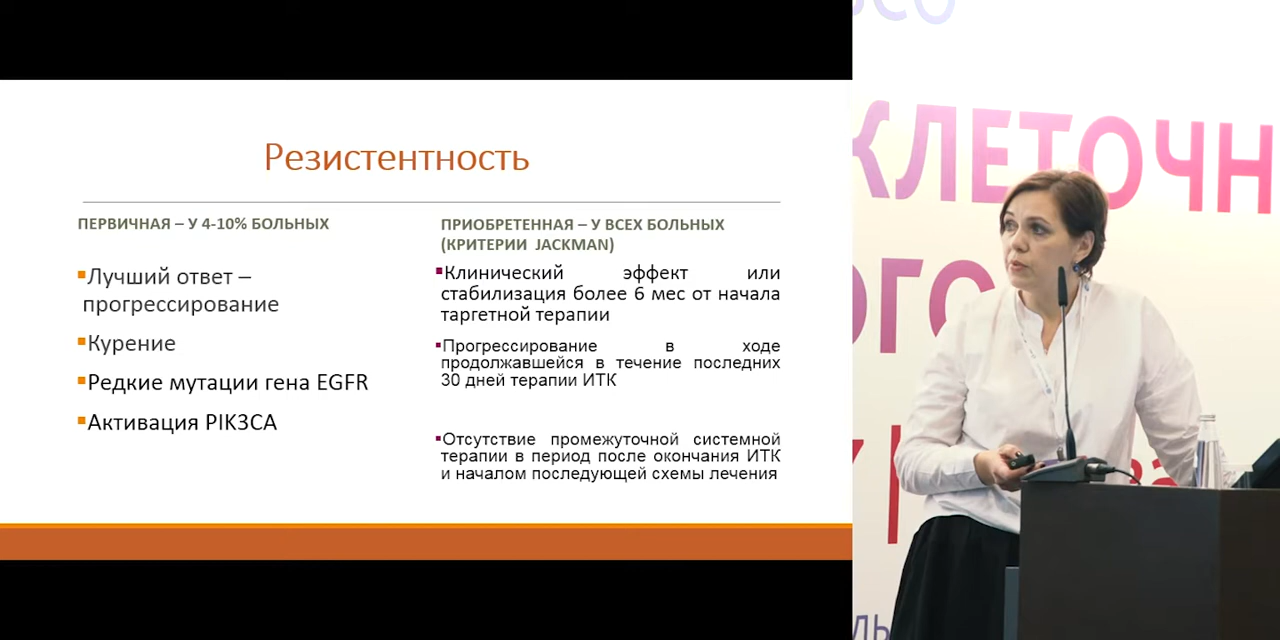 Резистентность
ПЕРВИЧНАЯ – У 4-10% БОЛЬНЫХ
▪Лучший ответ –
прогрессирование
▪Курение
▪Редкие мутации гена EGFR
▪Активация PIK3CA
ПРИОБРЕТЕННАЯ – У ВСЕХ БОЛЬНЫХ
(КРИТЕРИИ JACKMAN)
▪Клинический эффект или
стабилизация более 6 мес от начала
таргетной терапии
▪Прогрессирование в ходе
продолжавшейся в течение последних
30 дней терапии ИТК
▪Отсутствие промежуточной системной
терапии в период после окончания ИТК
и началом последующей схемы лечения
КЛЕТОЧН
ОГО